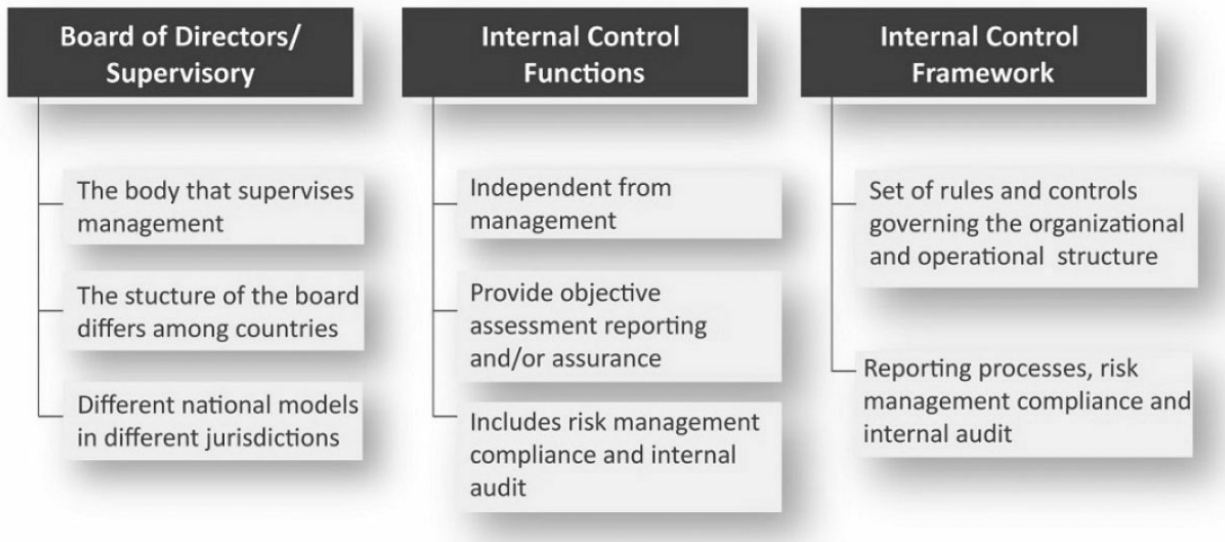 Board of Directors/
Supervisory
The body that supervises
management
The stucture of the board
differs among countries
Different national models
in different jurisdictions
Internal Control
Functions
Independent from
management
Provide objective
assessment reporting
and/or assurance
Includes risk management
compliance and internal
audit
Internal Control
Framework
Set of rules and controls
governing the organizational
and operational structure
Reporting processes, risk
management compliance and
internal audit